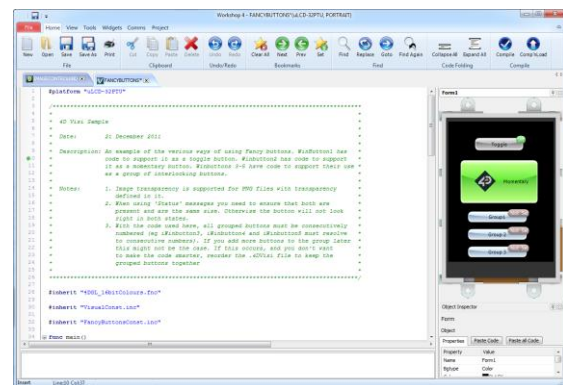 Workshop 4 - FANCYBUTTONS*(uLCD-32PTU, PORTRAIT)
File Home View Tools Widgets Comms Project
New Open Save Save As Print Cut Copy Paste Delete Undo Redo Clear All Next Prev Set Find Replace Goto Find Again Collapse All Expand All Compile CompileLoad
File Clipboard Undo/Redo Bookmarks Find Code Folding Compile
FANCYBUTTONS*
#platform "uLCD-32PTU"
4D Visi Sample
Date: 2: December 2011
Description: An example of the various ways of using Fancy buttons. WinButton1 has
code to support it as a toggle button. Winbutton2 has code to support
it as a momentary button. Winbuttons 3-5 have code to support their use
as a group of interlocking buttons.
Notes: 1. Image transparency is supported for PNG files with transparency
defined in it.
2. When using "Status" messages you need to ensure that both are
present and are the same size. Otherwise the button will not look
right in both states.
3. With the code used here, all grouped buttons must be consecutively
numbered (eg iWinbutton3, iWinbutton4 and iWinbutton5 must resolve
to consecutive numbers). If you add more buttons to the group later
this might not be the case. If this occurs, and you don't want
to make the code smarter, reorder the .4DVisi file to keep the
grouped buttons together
#inherit "4DGL_16bitColours.fnc"
#inherit "VisualConst.inc"
#inherit "FancyButtonsConst.inc"
func main()
Form1
Toggle
4D Momentary
Group 1
Group 2
Group 3
Object Inspector
Form
Object
Properties Paste Code Paste all Code
Property Value
Name Form1
Bgtype Color
Insert Line:10 Col:37